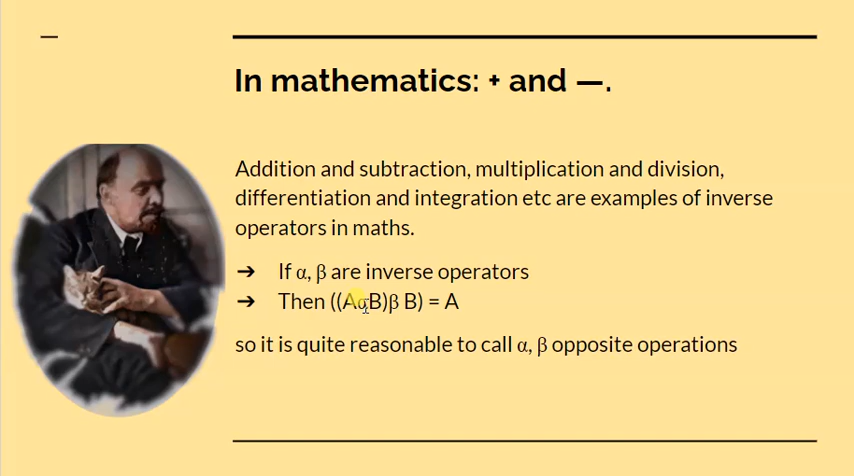 In mathematics: + and —.
Addition and subtraction, multiplication and division,
differentiation and integration etc are examples of inverse
operators in maths.
➔ If α, β are inverse operators
➔ Then ((AαB)β B) = A
so it is quite reasonable to call α, β opposite operations